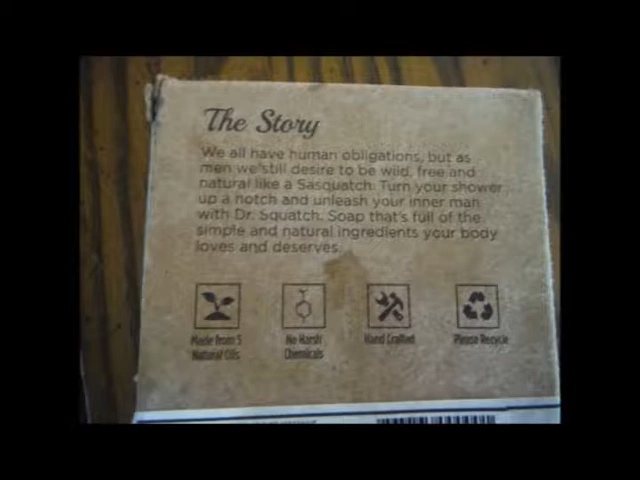 The Story
We all have human obligations, but as
men we still desire to be wild, free and
natural like a Sasquatch. Turn your shower
up a notch and unleash your inner man
with Dr. Squatch. Soap that's full of the
simple and natural ingredients your body
loves and deserves.
Made from 5
Natural Oils
No Harsh
Chemicals
Hand Crafted
Please Recycle